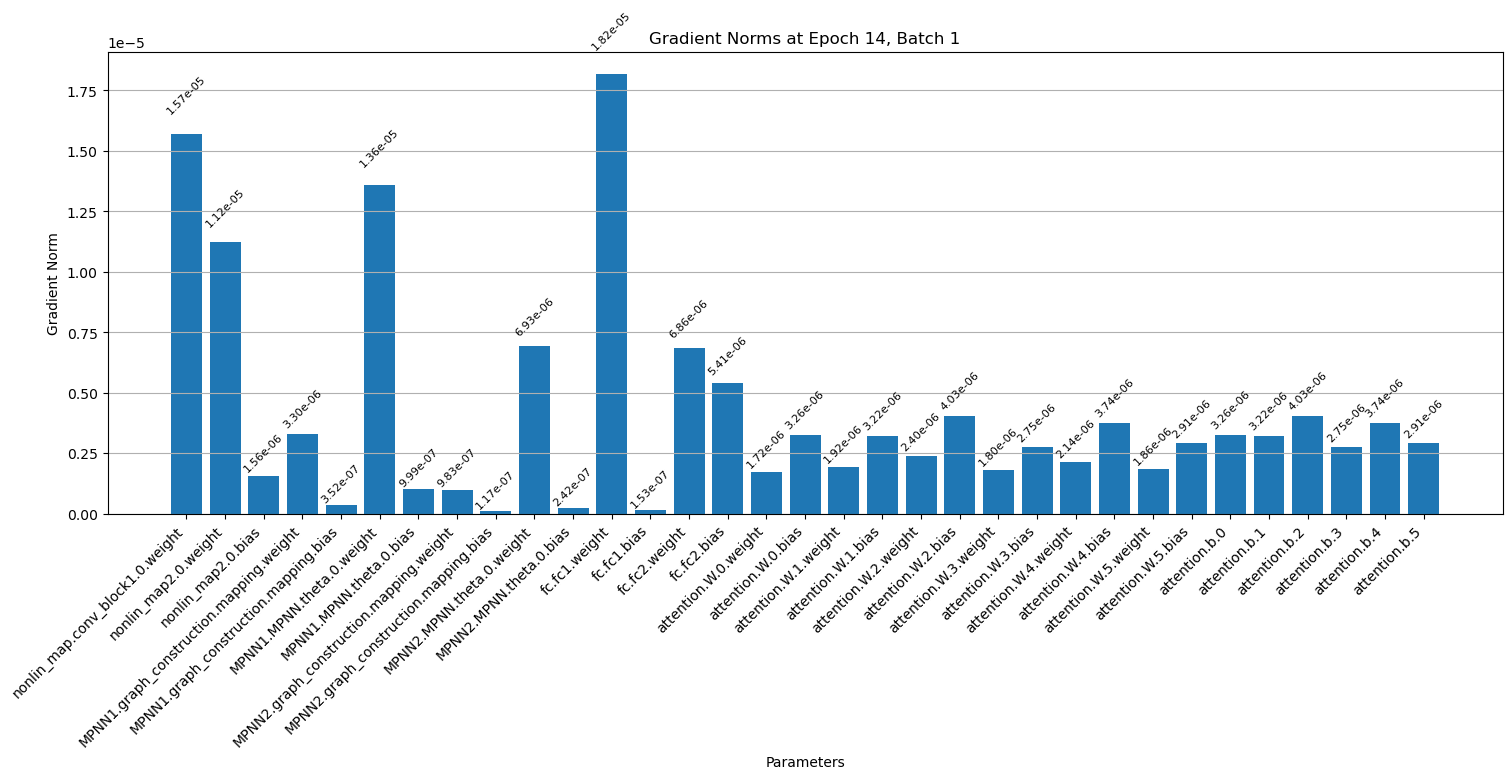 Gradient Norms at Epoch 14, Batch 1
1e−5
Gradient Norm
1.75
1.50
1.25
1.00
0.75
0.50
0.25
0.00
1.57e-05
1.12e-05
1.56e-06
3.30e-06
3.52e-07
1.36e-05
9.99e-07
9.83e-07
1.17e-07
6.93e-06
2.42e-07
1.82e-05
1.53e-07
6.86e-06
5.41e-06
1.72e-06
3.26e-06
1.92e-06
3.22e-06
2.40e-06
4.03e-06
1.80e-06
2.75e-06
2.14e-06
3.74e-06
1.86e-06
2.91e-06
3.26e-06
3.22e-06
4.03e-06
2.75e-06
3.74e-06
2.91e-06
nonlin_map.conv_block1.0.weight
nonlin_map2.0.weight
nonlin_map2.0.bias
MPNN1.graph_construction.mapping.weight
MPNN1.graph_construction.mapping.bias
MPNN1.MPNN.theta.0.weight
MPNN1.MPNN.theta.0.bias
MPNN2.graph_construction.mapping.weight
MPNN2.graph_construction.mapping.bias
MPNN2.MPNN.theta.0.weight
MPNN2.MPNN.theta.0.bias
fc.fc1.weight
fc.fc1.bias
fc.fc2.weight
fc.fc2.bias
attention.W.0.weight
attention.W.0.bias
attention.W.1.weight
attention.W.1.bias
attention.W.2.weight
attention.W.2.bias
attention.W.3.weight
attention.W.3.bias
attention.W.4.weight
attention.W.4.bias
attention.W.5.weight
attention.W.5.bias
attention.b.0
attention.b.1
attention.b.2
attention.b.3
attention.b.4
attention.b.5
Parameters